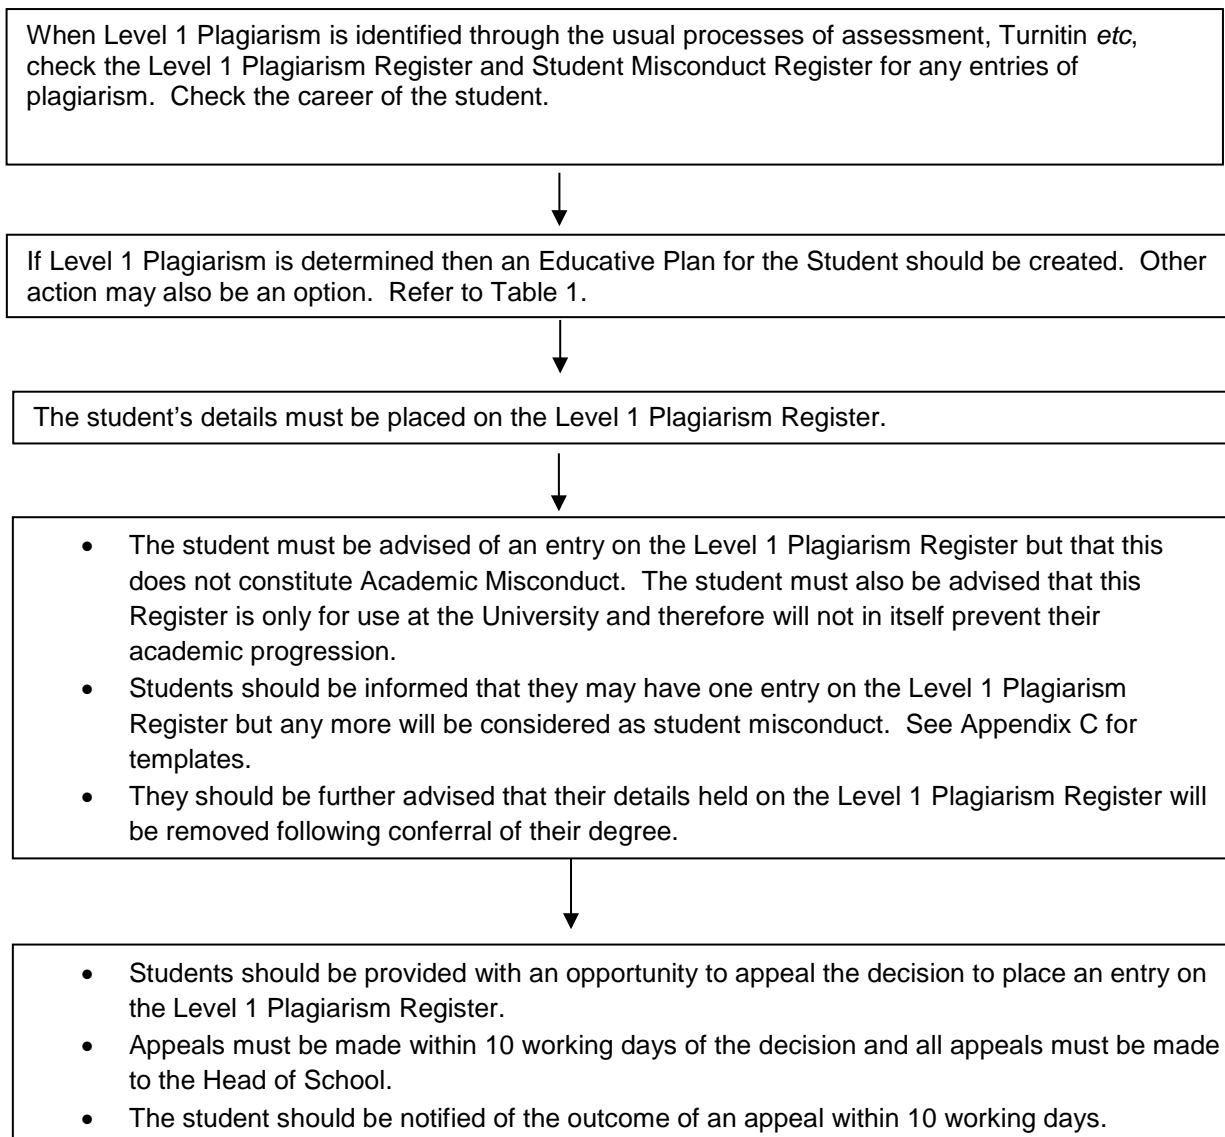 When Level 1 Plagiarism is identified through the usual processes of assessment, Turnitin etc,
check the Level 1 Plagiarism Register and Student Misconduct Register for any entries of
plagiarism.  Check the career of the student.
If Level 1 Plagiarism is determined then an Educative Plan for the Student should be created.  Other
action may also be an option.  Refer to Table 1.
The student’s details must be placed on the Level 1 Plagiarism Register.
• The student must be advised of an entry on the Level 1 Plagiarism Register but that this
does not constitute Academic Misconduct.  The student must also be advised that this
Register is only for use at the University and therefore will not in itself prevent their
academic progression.
• Students should be informed that they may have one entry on the Level 1 Plagiarism
Register but any more will be considered as student misconduct.  See Appendix C for
templates.
• They should be further advised that their details held on the Level 1 Plagiarism Register will
be removed following conferral of their degree.
• Students should be provided with an opportunity to appeal the decision to place an entry on
the Level 1 Plagiarism Register.
• Appeals must be made within 10 working days of the decision and all appeals must be made
to the Head of School.
• The student should be notified of the outcome of an appeal within 10 working days.